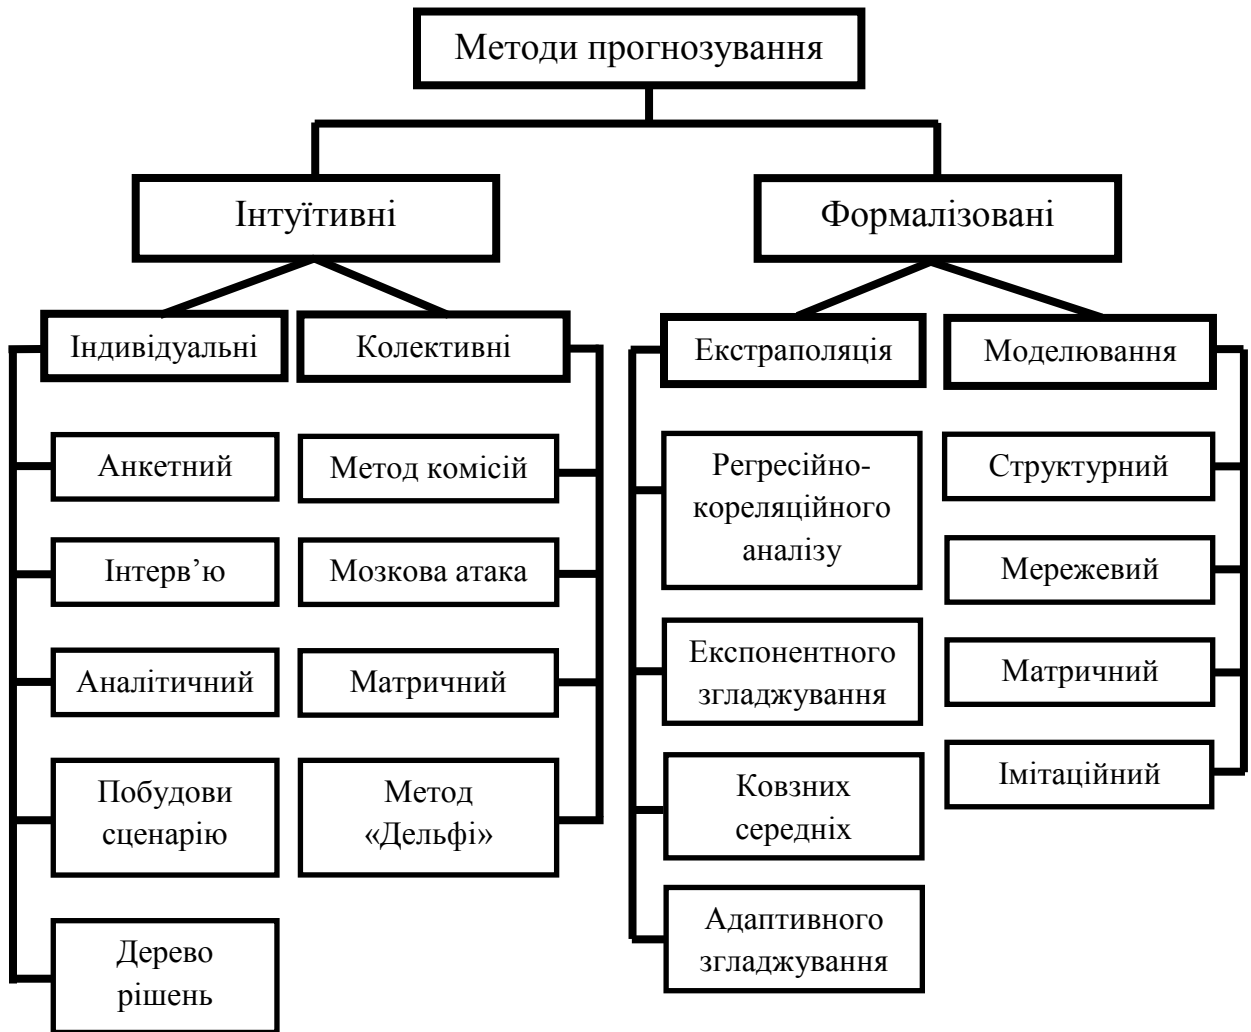 Методи прогнозування
Інтуїтивні
Формалізовані
Індивідуальні
Колективні
Екстраполяція
Моделювання
Анкетний
Інтерв’ю
Аналітичний
Побудови
сценарію
Дерево
рішень
Метод комісій
Мозкова атака
Матричний
Метод
«Дельфі»
Регресійно-
кореляційного
аналізу
Експонентного
згладжування
Ковзних
середніх
Адаптивного
згладжування
Структурний
Мережевий
Матричний
Імітаційний